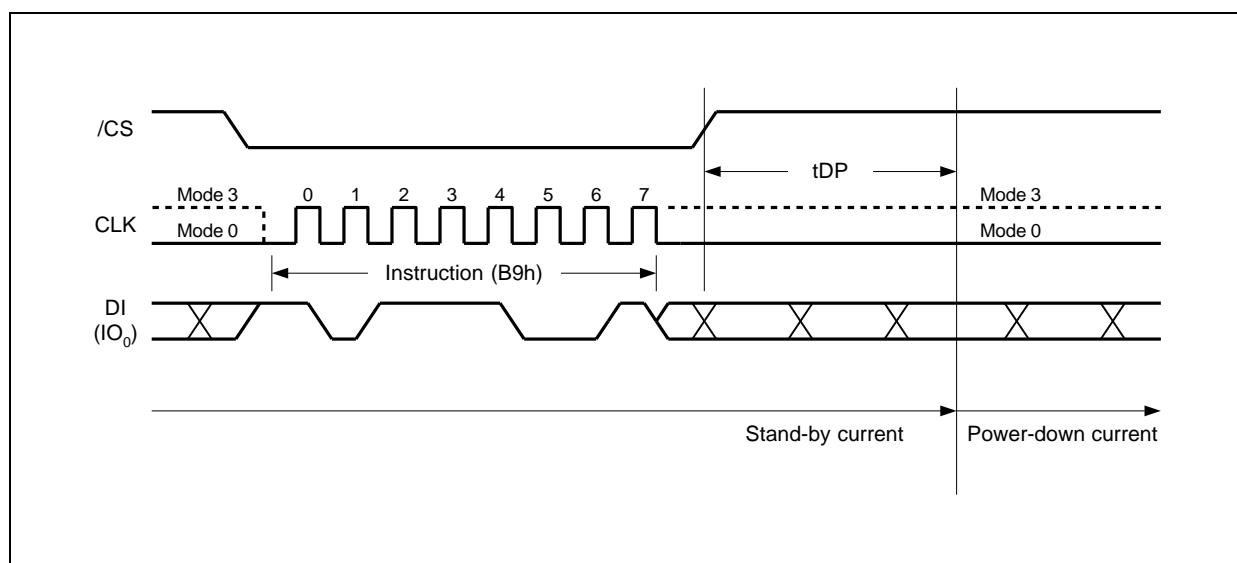 /CS
tDP
Mode 3 0 1 2 3 4 5 6 7 Mode 3
CLK
Mode 0 Mode 0
Instruction (B9h)
DI
(IO₀)
Stand-by current Power-down current